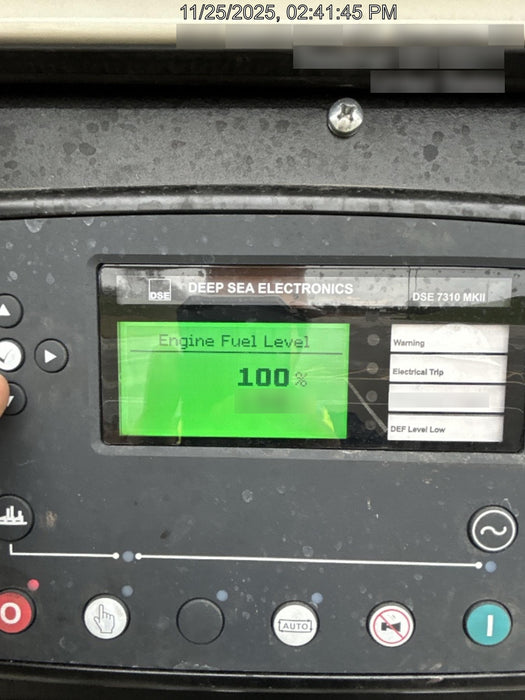 11/25/2025, 02:41:45 PM
DSE DEEP SEA ELECTRONICS
DSE 7310 MKII
Engine Fuel Level
100 %
Warning
Electrical Trip
DEF Level Low
O
AUTO
I